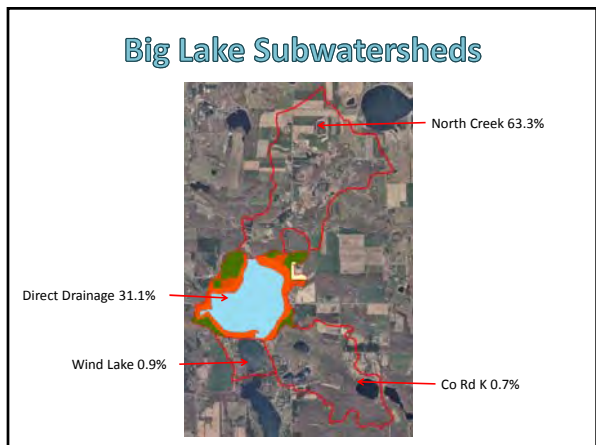 Big Lake Subwatersheds
North Creek 63.3%
Direct Drainage 31.1%
Wind Lake 0.9%
Co Rd K 0.7%